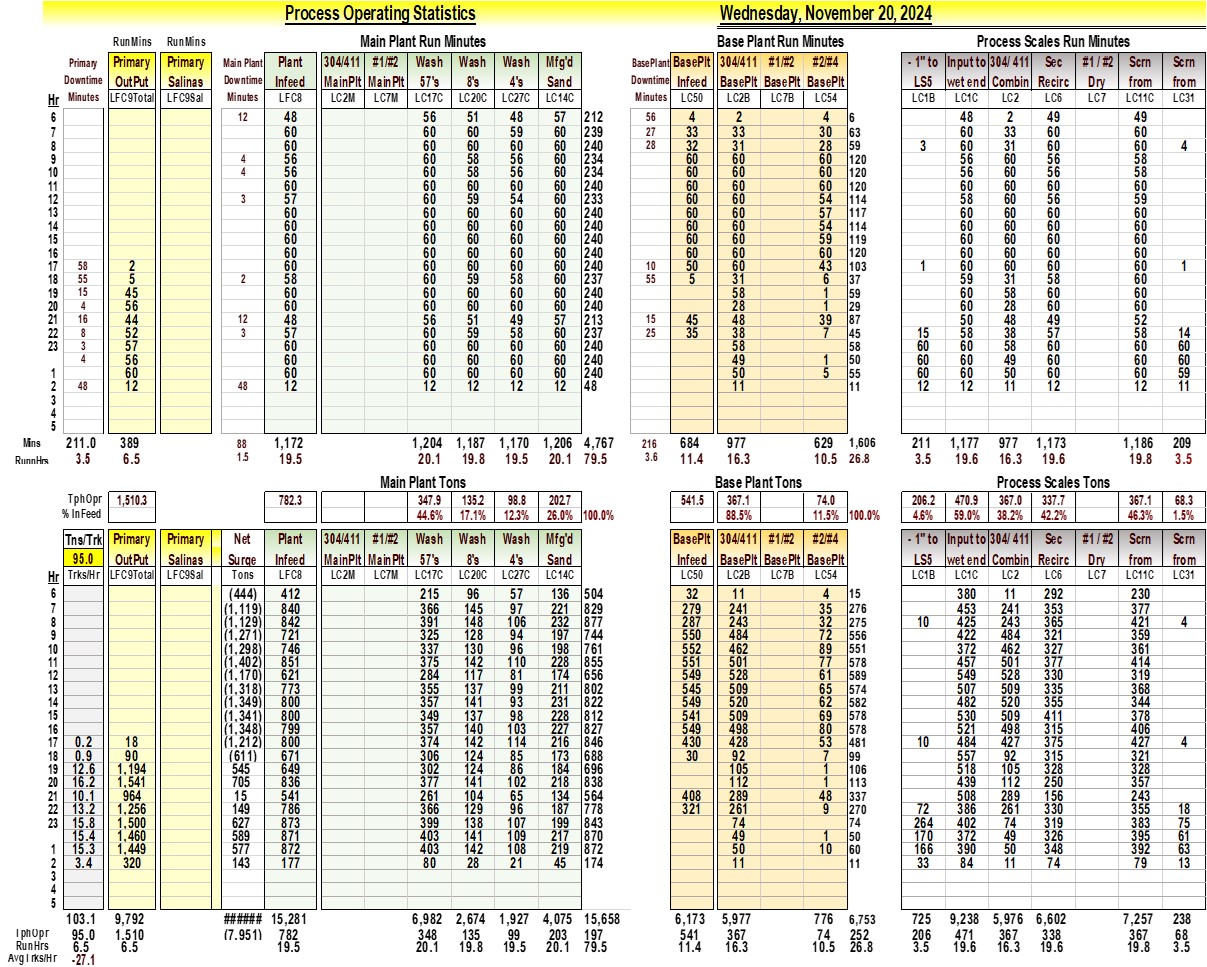 Process Operating Statistics Wednesday, November 20, 2024
RunMins RunMins Main Plant Run Minutes Base Plant Run Minutes Process Scales Run Minutes
Primary Primary Primary Main Plant Plant 304/411 #1/#2 Wash Wash Wash Mfg'd BasePlant BasePlt 304/411 #1/#2 #2/#4 - 1" to Input to 304/ 411 Sec #1 / #2 Scrn Scrn
Downtime OutPut Salinas Downtime Infeed MainPlt MainPlt 57's 8's 4's Sand Downtime Infeed BasePlt BasePlt BasePlt LS5 wet end Combin Recirc Dry from from
Hr Minutes LFC9Total LFC9Sal Minutes LFC8 LC2M LC7M LC17C LC20C LC27C LC14C Minutes LC50 LC2B LC7B LC54 LC1B LC1C LC2 LC6 LC7 LC11C LC31
6 12 48 56 51 48 57 212 56 4 2 4 6 48 2 49 49
7 60 60 60 59 60 239 27 33 33 30 63 60 33 60 60
8 60 60 60 60 60 240 28 32 31 28 59 3 60 31 60 60 4
9 4 56 60 58 56 60 234 60 60 60 120 56 60 56 58
10 4 56 60 58 56 60 234 60 60 60 120 56 60 56 58
11 60 60 60 60 60 240 60 60 60 120 60 60 60 60
12 3 57 60 59 54 60 233 60 60 54 114 58 60 56 59
13 60 60 60 60 60 240 60 60 57 117 60 60 60 60
14 60 60 60 60 60 240 60 60 54 114 60 60 60 60
15 60 60 60 60 60 240 60 60 59 119 60 60 60 60
16 60 60 60 60 60 240 60 60 60 120 60 60 60 60
17 58 2 60 60 60 60 60 240 10 50 60 43 103 1 60 60 60 60 1
18 55 5 2 58 60 59 58 60 237 55 5 31 6 37 59 31 58 60
19 15 45 60 60 60 60 60 240 58 1 59 60 58 60 60
20 4 56 60 60 60 60 60 240 28 1 29 60 28 60 60
21 16 44 12 48 56 51 49 57 213 15 45 48 39 87 50 48 49 52
22 8 52 3 57 60 59 58 60 237 25 35 38 7 45 15 58 38 57 58 14
23 3 57 60 60 60 60 60 240 58 58 60 60 58 60 60 60
4 56 60 60 60 60 60 240 49 1 50 60 60 49 60 60 60
1 60 60 60 60 60 60 240 50 5 55 60 60 50 60 60 59
2 48 12 48 12 12 12 12 12 48 11 11 12 12 11 12 12 11
3
4
5
Mins 211.0 389 88 1,172 1,204 1,187 1,170 1,206 4,767 216 684 977 629 1,606 211 1,177 977 1,173 1,186 209
RunnHrs 3.5 6.5 1.5 19.5 20.1 19.8 19.5 20.1 79.5 3.6 11.4 16.3 10.5 26.8 3.5 19.6 16.3 19.6 19.8 3.5
Main Plant Tons Base Plant Tons Process Scales Tons
TphOpr 1,510.3 782.3 347.9 135.2 98.8 202.7 541.5 367.1 74.0 206.2 470.9 367.0 337.7 367.1 68.3
% InFeed 44.6% 17.1% 12.3% 26.0% 100.0% 88.5% 11.5% 100.0% 4.6% 59.0% 38.2% 42.2% 46.3% 1.5%
Tns/Trk Primary Primary Net Plant 304/411 #1/#2 Wash Wash Wash Mfg'd BasePlt 304/411 #1/#2 #2/#4 - 1" to Input to 304/ 411 Sec #1 / #2 Scrn Scrn
95.0 OutPut Salinas Surge Infeed MainPlt MainPlt 57's 8's 4's Sand Infeed BasePlt BasePlt BasePlt LS5 wet end Combin Recirc Dry from from
Hr Trks/Hr LFC9Total LFC9Sal Tons LFC8 LC2M LC7M LC17C LC20C LC27C LC14C LC50 LC2B LC7B LC54 LC1B LC1C LC2 LC6 LC7 LC11C LC31
6 (444) 412 215 96 57 136 504 32 11 4 15 380 11 292 230
7 (1,119) 840 366 145 97 221 829 279 241 35 276 453 241 353 377
8 (1,129) 842 391 148 106 232 877 287 243 32 275 10 425 243 365 421 4
9 (1,271) 721 325 128 94 197 744 550 484 72 556 422 484 321 359
10 (1,298) 746 337 130 96 198 761 552 462 89 551 372 462 327 361
11 (1,402) 851 375 142 110 228 855 551 501 77 578 457 501 377 414
12 (1,170) 621 284 117 81 174 656 549 528 61 589 549 528 330 319
13 (1,318) 773 355 137 99 211 802 545 509 65 574 507 509 335 368
14 (1,349) 800 357 141 93 231 822 549 520 62 582 482 520 355 344
15 (1,341) 800 349 137 98 228 812 541 509 69 578 530 509 411 378
16 (1,348) 799 357 140 103 227 827 549 498 80 578 521 498 315 406
17 0.2 18 (1,212) 800 374 142 114 216 846 430 428 53 481 10 484 427 375 427 4
18 0.9 90 (611) 671 306 124 85 173 688 30 92 7 99 557 92 315 321
19 12.6 1,194 545 649 302 124 86 184 696 105 1 106 518 105 328 328
20 16.2 1,541 705 836 377 141 102 218 838 112 1 113 439 112 250 357
21 10.1 964 15 541 261 104 65 134 564 408 289 48 337 508 289 156 243
22 13.2 1,256 149 786 366 129 96 187 778 321 261 9 270 72 386 261 330 355 18
23 15.8 1,500 627 873 399 138 107 199 843 74 74 264 402 74 319 383 75
15.4 1,460 589 871 403 141 109 217 870 49 1 50 170 372 49 326 395 61
1 15.3 1,449 577 872 403 142 108 219 872 50 10 60 166 390 50 348 392 63
2 3.4 320 143 177 80 28 21 45 174 11 11 33 84 11 74 79 13
3
4
5
103.1 9,792 ###### 15,281 6,982 2,674 1,927 4,075 15,658 6,173 5,977 776 6,753 725 9,238 5,976 6,602 7,257 238
TphOpr 95.0 1,510 (7,951) 782 348 135 99 203 197 541 367 74 252 206 471 367 338 367 68
RunHrs 6.5 6.5 19.5 20.1 19.8 19.5 20.1 79.5 11.4 16.3 10.5 26.8 3.5 19.6 16.3 19.6 19.8 3.5
AvgTrks/Hr -27.1